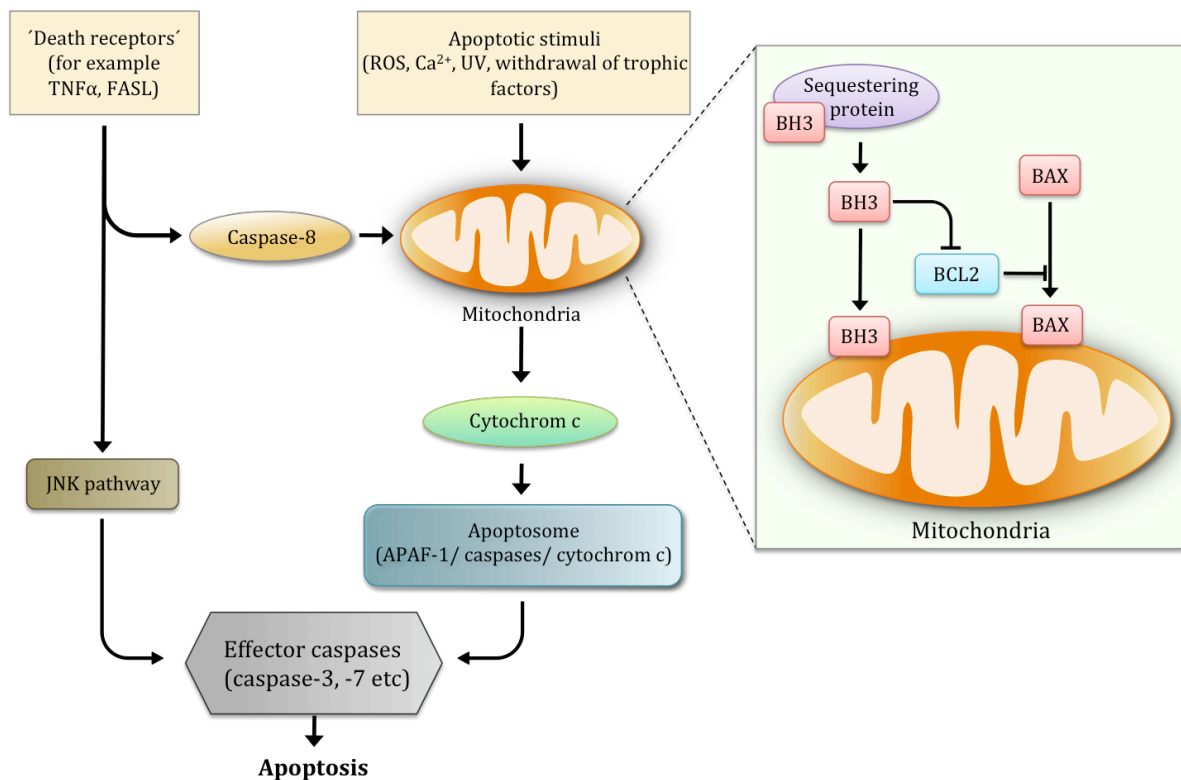 ´Death receptors´
(for example
TNFα, FASL)
Apoptotic stimuli
(ROS, Ca²⁺, UV, withdrawal of trophic
factors)
Caspase-8
Mitochondria
Cytochrom c
JNK pathway
Apoptosome
(APAF-1/ caspases/ cytochrom c)
Effector caspases
(caspase-3, -7 etc)
Apoptosis
Sequestering
protein
BH3
BH3
BAX
BCL2
BH3
BAX
Mitochondria